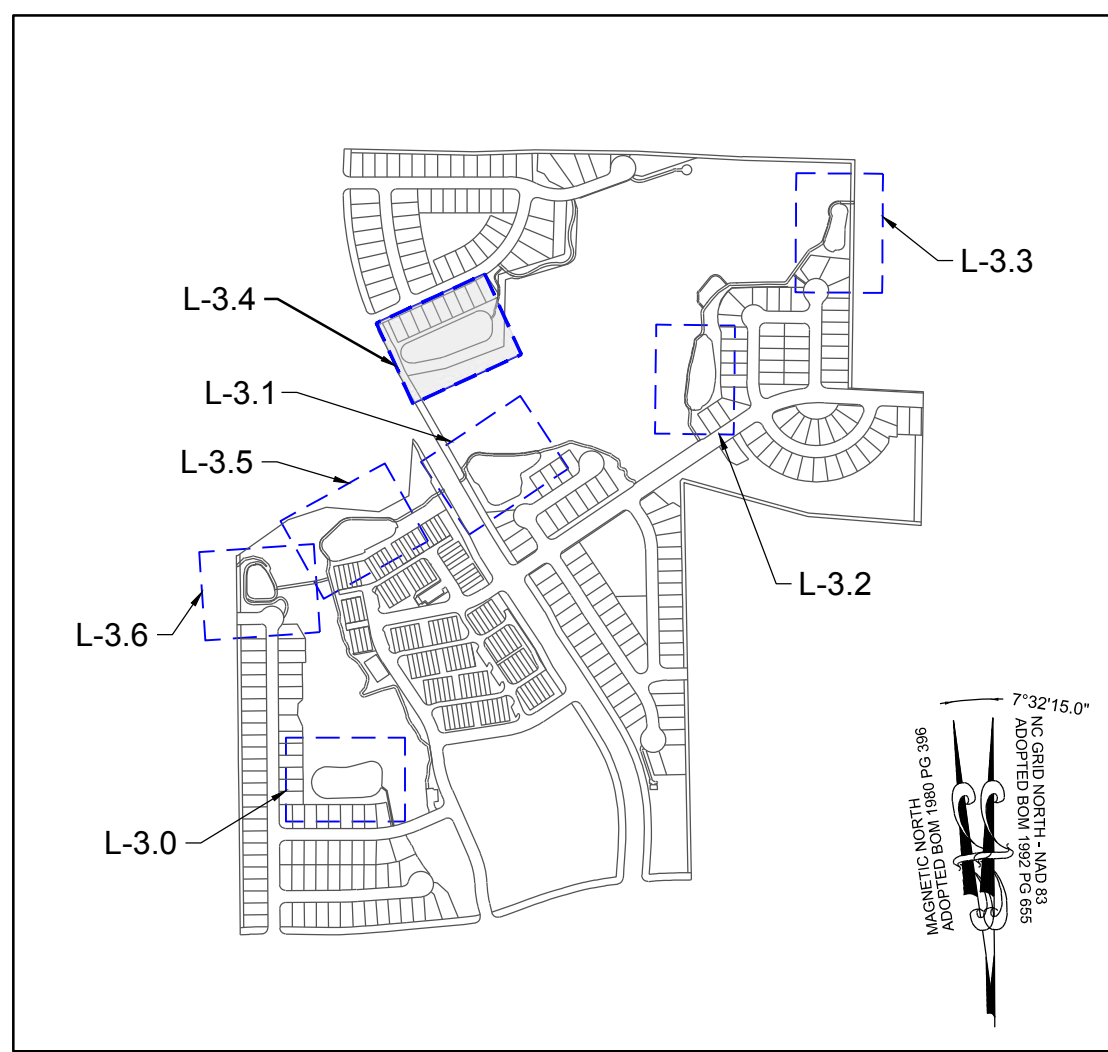 L-3.3
L-3.4
L-3.1
L-3.5
L-3.2
L-3.6
7°32'15.0"
MAGNETIC NORTH
ADOPTED BOM 1980 PG 396
NC GRID NORTH - NAD 83
ADOPTED BOM 1992 PG 655
L-3.0